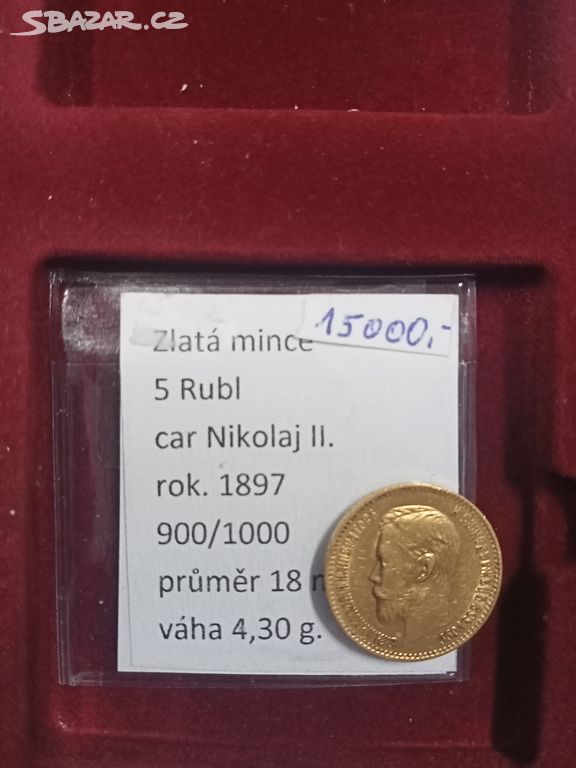 SBAZAR.CZ
15000,-
Zlatá mince
5 Rubl
car Nikolaj II.
rok. 1897
900/1000
průměr 18
váha 4,30 g.